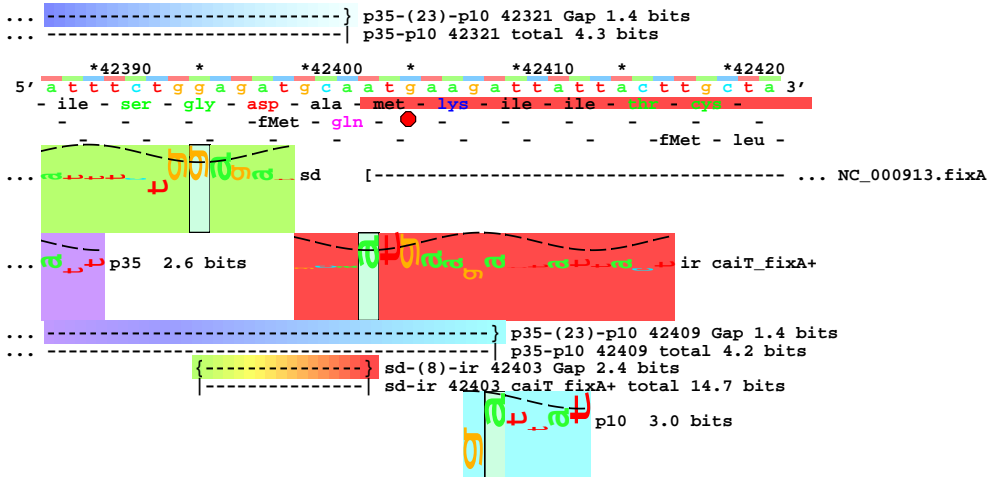 ... -----------------------------} p35-(23)-p10 42321 Gap 1.4 bits
... -----------------------------| p35-p10 42321 total 4.3 bits
*42390 * *42400 * *42410 * *42420
5' a t t t c t g g a g a t g c a a t g a a g a t t a t t a c t t g c t a 3'
- ile - ser - gly - asp - ala - met - lys - ile - ile - thr - cys -
- - - -fMet - gln - - - - - - -
- - - - - - - - - -fMet - leu -
... a t t t c t g g a g a t sd [--------------------------------------- ... NC_000913.fixA
... a t t p35 2.6 bits g c a a t g a a g a t t a t t a c t ir caiT_fixA+
... -------------------------------------------} p35-(23)-p10 42409 Gap 1.4 bits
... -------------------------------------------| p35-p10 42409 total 4.2 bits
{---------------} sd-(8)-ir 42403 Gap 2.4 bits
|---------------| sd-ir 42403 caiT_fixA+ total 14.7 bits
g a t t a t p10 3.0 bits